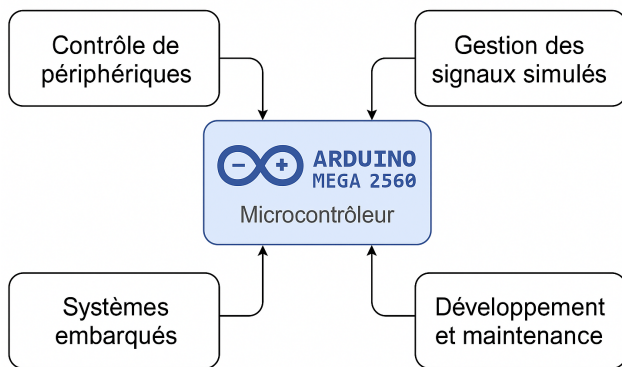 Contrôle de
périphériques
Gestion des
signaux simulés
ARDUINO
MEGA 2560
Microcontrôleur
Systèmes
embarqués
Développement
et maintenance